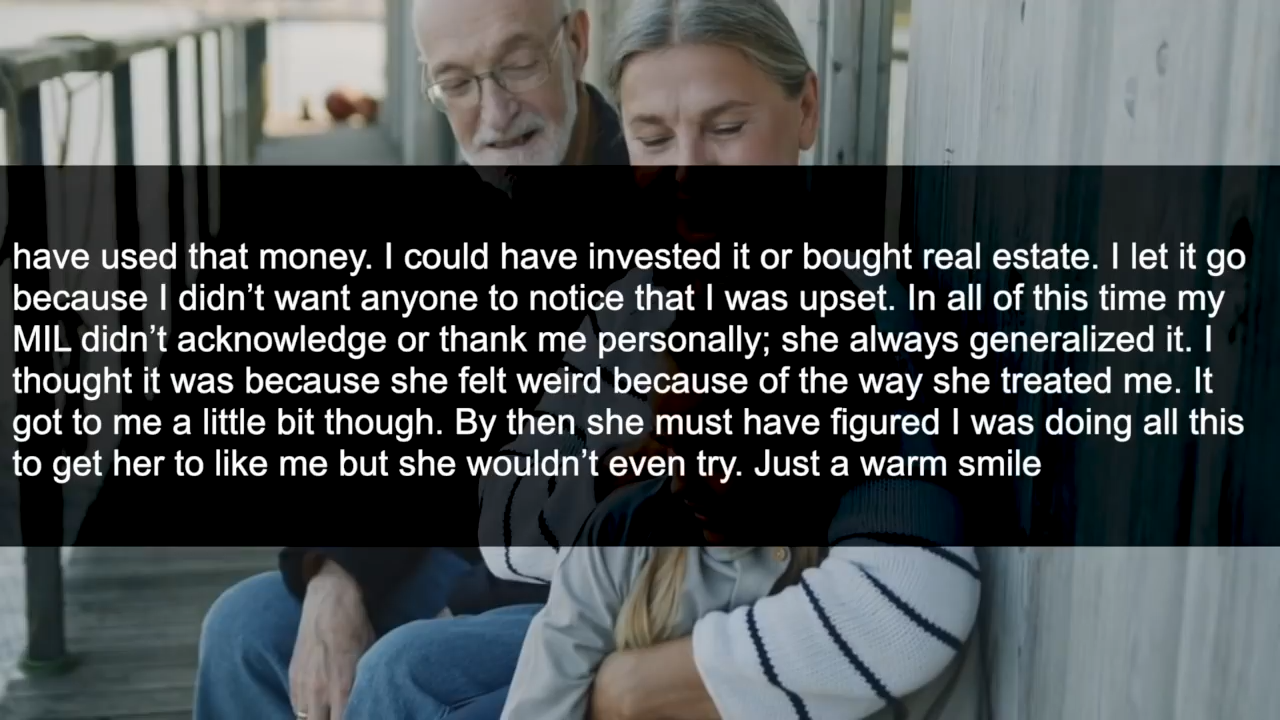 have used that money. I could have invested it or bought real estate. I let it go
because I didn’t want anyone to notice that I was upset. In all of this time my
MIL didn’t acknowledge or thank me personally; she always generalized it. I
thought it was because she felt weird because of the way she treated me. It
got to me a little bit though. By then she must have figured I was doing all this
to get her to like me but she wouldn’t even try. Just a warm smile